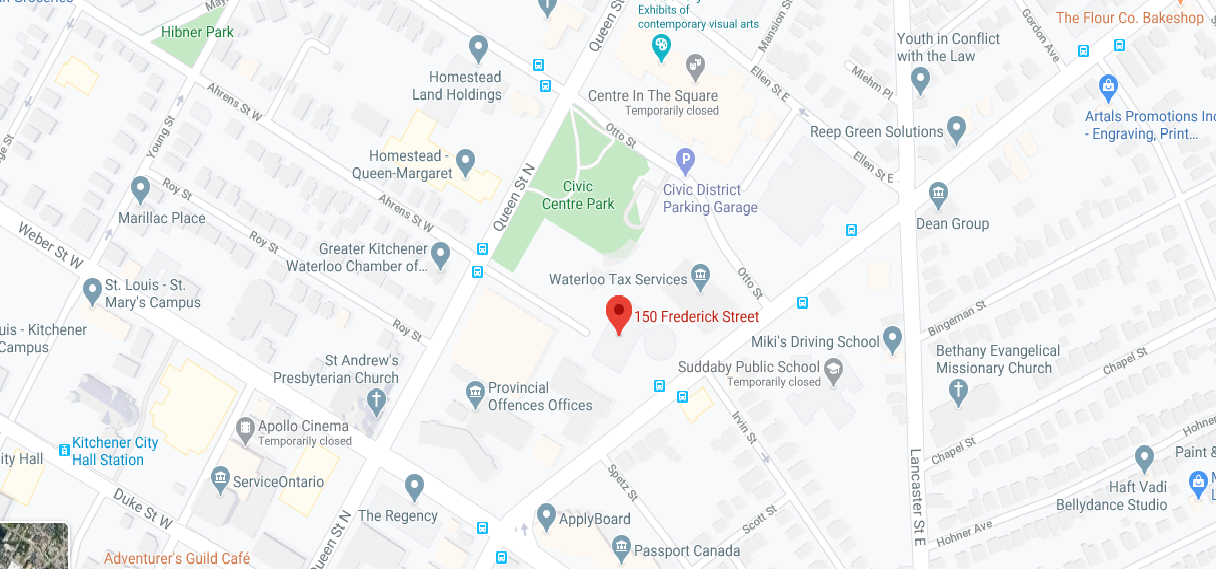 Groceries
Hibner Park
Queen St
Exhibits of
contemporary visual arts
Mansion St
Gordon Ave
The Flour Co. Bakeshop
Youth in Conflict
with the Law
Homestead
Land Holdings
Ahrens St W
Young St
Centre In The Square
Temporarily closed
Ellen St E
Miehm Pl
Artals Promotions Inc
- Engraving, Print...
Otto St
Reep Green Solutions
Homestead -
Queen-Margaret
P
Ellen St E
Roy St
Marillac Place
Ahrens St W
Queen St N
Civic
Centre Park
Civic District
Parking Garage
Dean Group
Weber St W
Roy St
Greater Kitchener
Waterloo Chamber of...
Waterloo Tax Services
Otto St
St. Louis - St.
Mary's Campus
150 Frederick Street
Bingeman St
uis - Kitchener
Campus
Roy St
Miki's Driving School
St Andrew's
Presbyterian Church
Suddaby Public School
Temporarily closed
Bethany Evangelical
Missionary Church
Chapel St
Provincial
Offences Offices
Irvin St
Apollo Cinema
Temporarily closed
Kitchener City
Hall Station
ity Hall
Chapel St
Hohner
Paint &
Lancaster St E
ServiceOntario
Spetz St
Haft Vadi
Bellydance Studio
Duke St W
The Regency
ApplyBoard
Scott St
Hohner Ave
Queen St N
Passport Canada
Adventurer's Guild Café